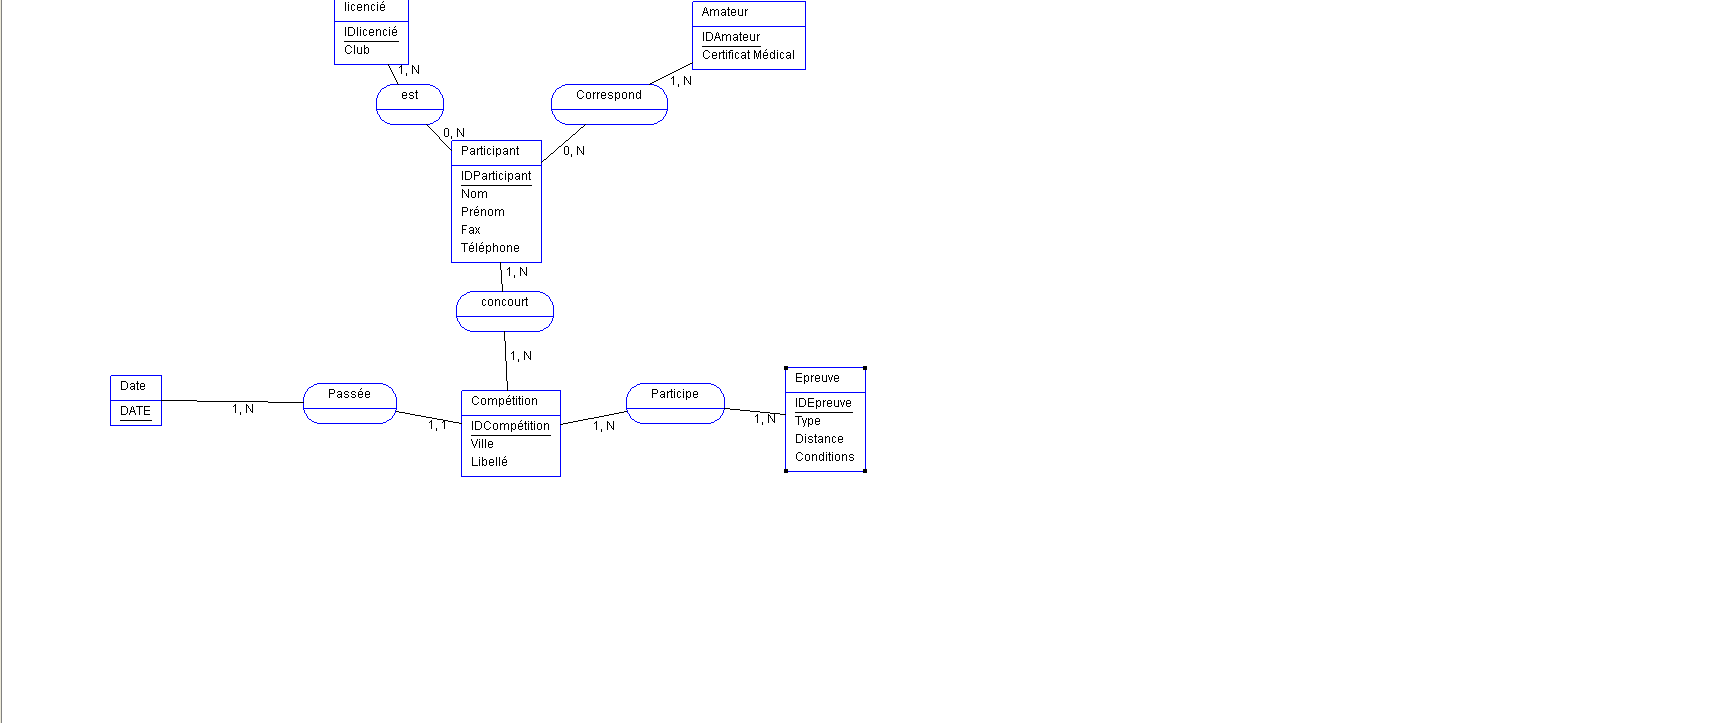 licencié
IDlicencié
Club
1, N
est
0, N
Amateur
IDAmateur
Certificat Médical
1, N
Correspond
0, N
Participant
IDParticipant
Nom
Prénom
Fax
Téléphone
1, N
concourt
1, N
Date
DATE
1, N
Passée
1, 1
Compétition
IDCompétition
Ville
Libellé
1, N
Participe
1, N
Epreuve
IDEpreuve
Type
Distance
Conditions